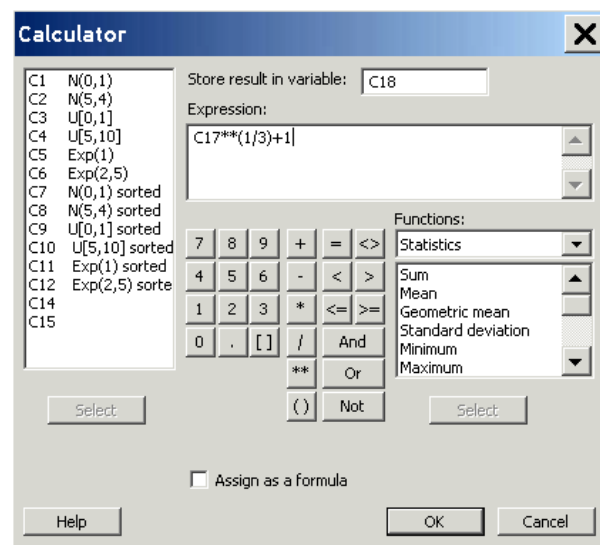 Calculator
C1 N(0,1)
C2 N(5,4)
C3 U[0,1]
C4 U[5,10]
C5 Exp(1)
C6 Exp(2,5)
C7 N(0,1) sorted
C8 N(5,4) sorted
C9 U[0,1] sorted
C10 U[5,10] sorted
C11 Exp(1) sorted
C12 Exp(2,5) sorte
C14
C15
Select
Store result in variable: C18
Expression:
C17**(1/3)+1
7 8 9 + = <>
4 5 6 - < >
1 2 3 * <= >=
0 . [ ] / And
** Or
( ) Not
Functions:
Statistics
Sum
Mean
Geometric mean
Standard deviation
Minimum
Maximum
Select
Assign as a formula
Help OK Cancel